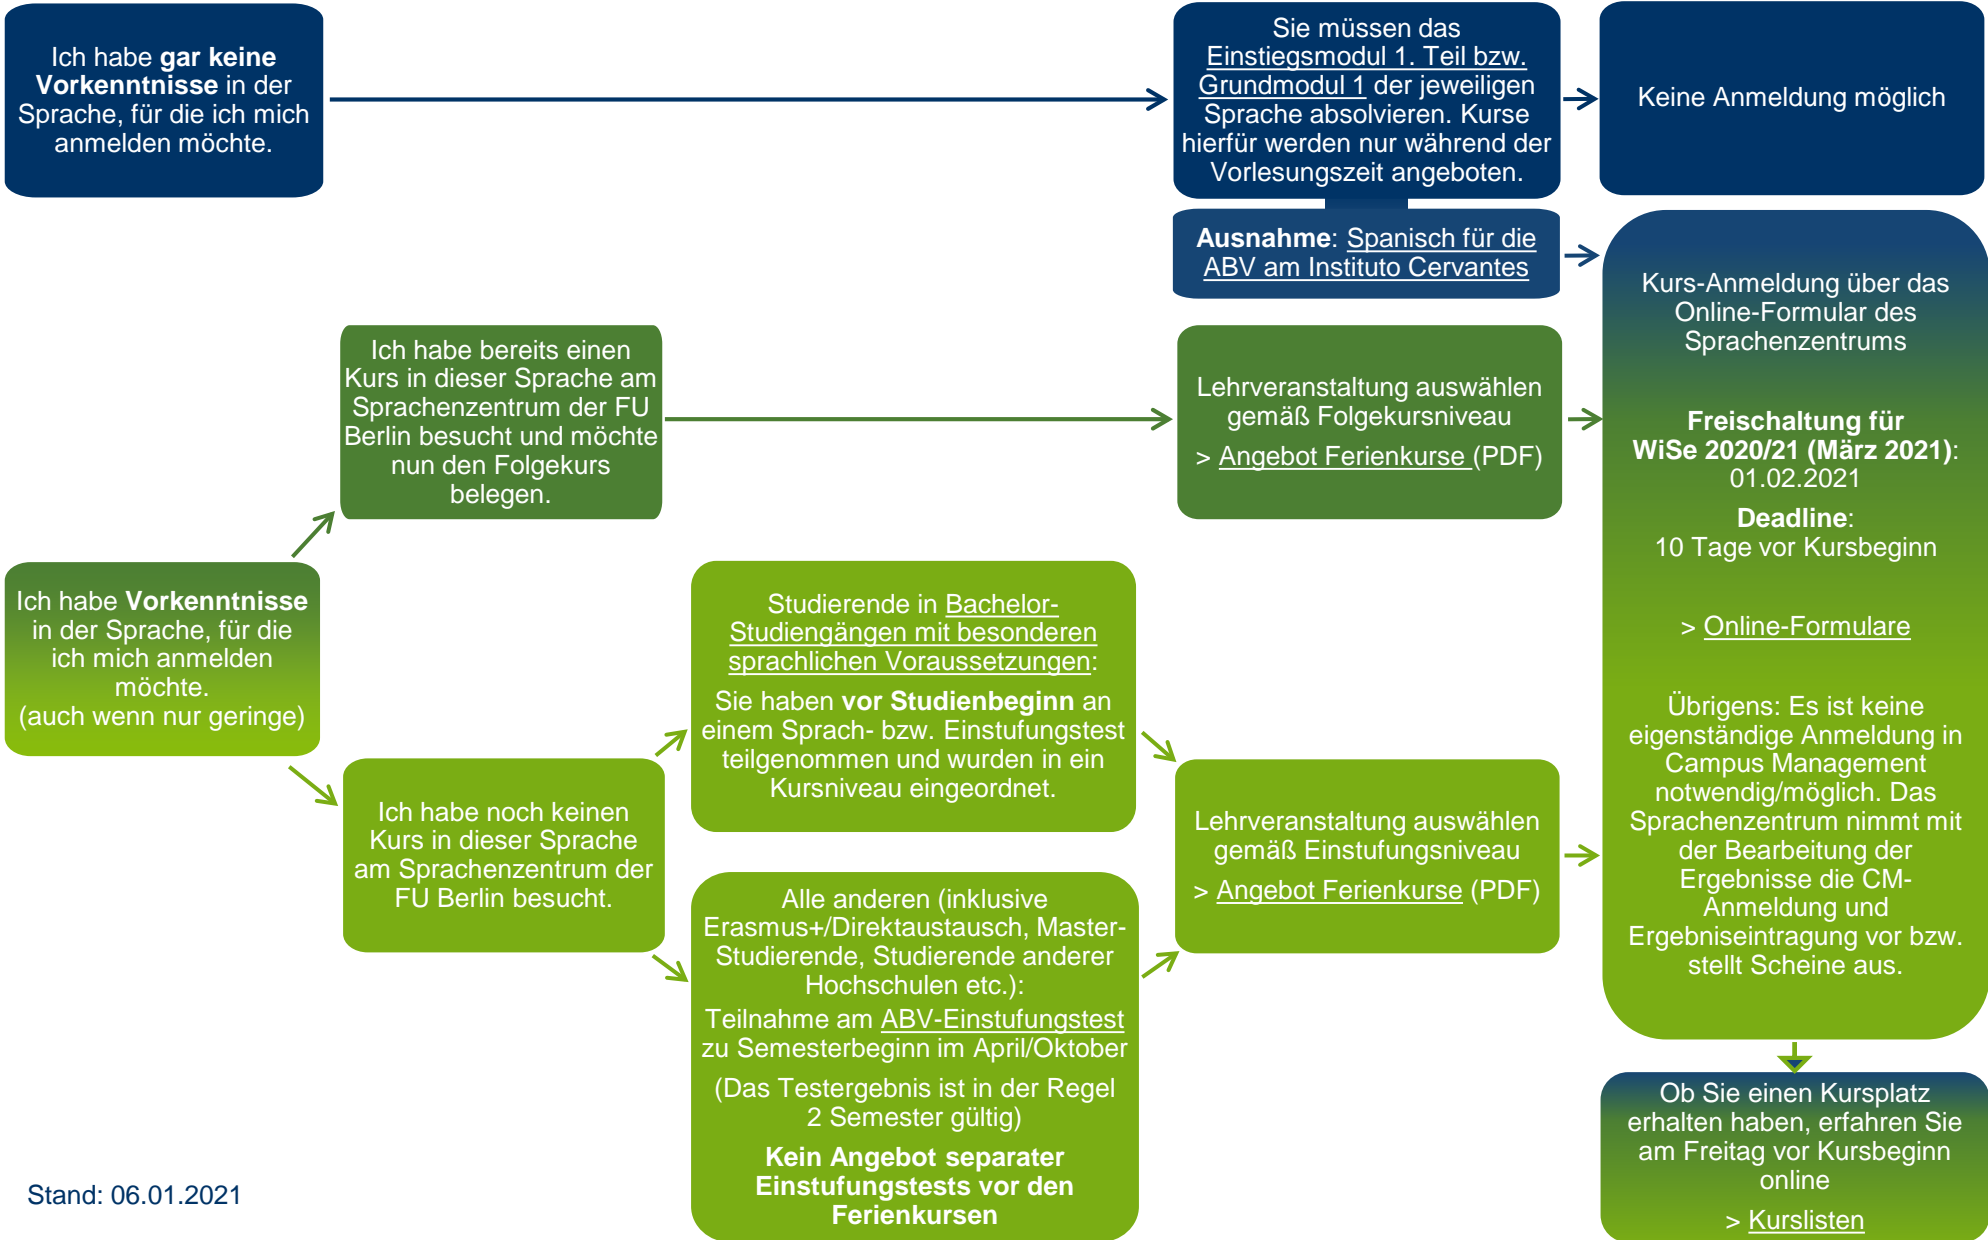 Ich habe gar keine
Vorkenntnisse in der
Sprache, für die ich mich
anmelden möchte.
Sie müssen das
Einstiegsmodul 1. Teil bzw.
Grundmodul 1 der jeweiligen
Sprache absolvieren. Kurse
hierfür werden nur während der
Vorlesungszeit angeboten.
Keine Anmeldung möglich
Ausnahme: Spanisch für die
ABV am Instituto Cervantes
Ich habe bereits einen
Kurs in dieser Sprache am
Sprachenzentrum der FU
Berlin besucht und möchte
nun den Folgekurs
belegen.
Lehrveranstaltung auswählen
gemäß Folgekursniveau
> Angebot Ferienkurse (PDF)
Ich habe Vorkenntnisse
in der Sprache, für die
ich mich anmelden
möchte.
(auch wenn nur geringe)
Ich habe noch keinen
Kurs in dieser Sprache
am Sprachenzentrum der
FU Berlin besucht.
Studierende in Bachelor-
Studiengängen mit besonderen
sprachlichen Voraussetzungen:
Sie haben vor Studienbeginn an
einem Sprach- bzw. Einstufungstest
teilgenommen und wurden in ein
Kursniveau eingeordnet.
Alle anderen (inklusive
Erasmus+/Direktaustausch, Master-
Studierende, Studierende anderer
Hochschulen etc.):
Teilnahme am ABV-Einstufungstest
zu Semesterbeginn im April/Oktober
(Das Testergebnis ist in der Regel
2 Semester gültig)
Kein Angebot separater
Einstufungstests vor den
Ferienkursen
Lehrveranstaltung auswählen
gemäß Einstufungsniveau
> Angebot Ferienkurse (PDF)
Kurs-Anmeldung über das
Online-Formular des
Sprachenzentrums
Freischaltung für
WiSe 2020/21 (März 2021):
01.02.2021
Deadline:
10 Tage vor Kursbeginn
> Online-Formulare
Übrigens: Es ist keine
eigenständige Anmeldung in
Campus Management
notwendig/möglich. Das
Sprachenzentrum nimmt mit
der Bearbeitung der
Ergebnisse die CM-
Anmeldung und
Ergebniseintragung vor bzw.
stellt Scheine aus.
Ob Sie einen Kursplatz
erhalten haben, erfahren Sie
am Freitag vor Kursbeginn
online
> Kurslisten
Stand: 06.01.2021